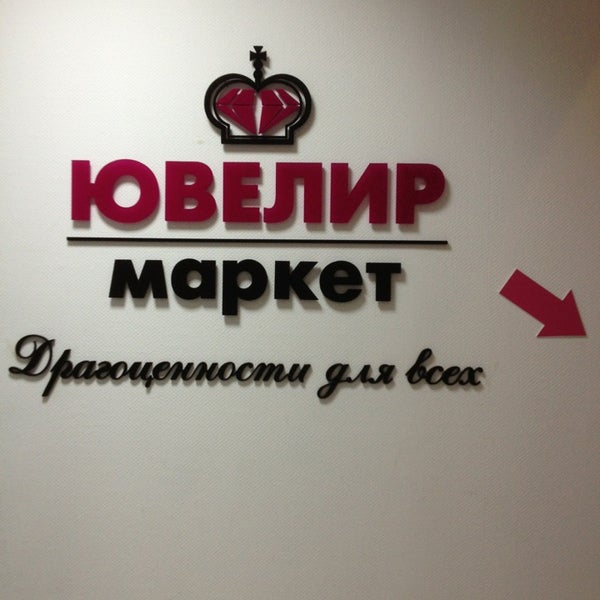 ЮВЕЛИР
маркет
Драгоценности для всех